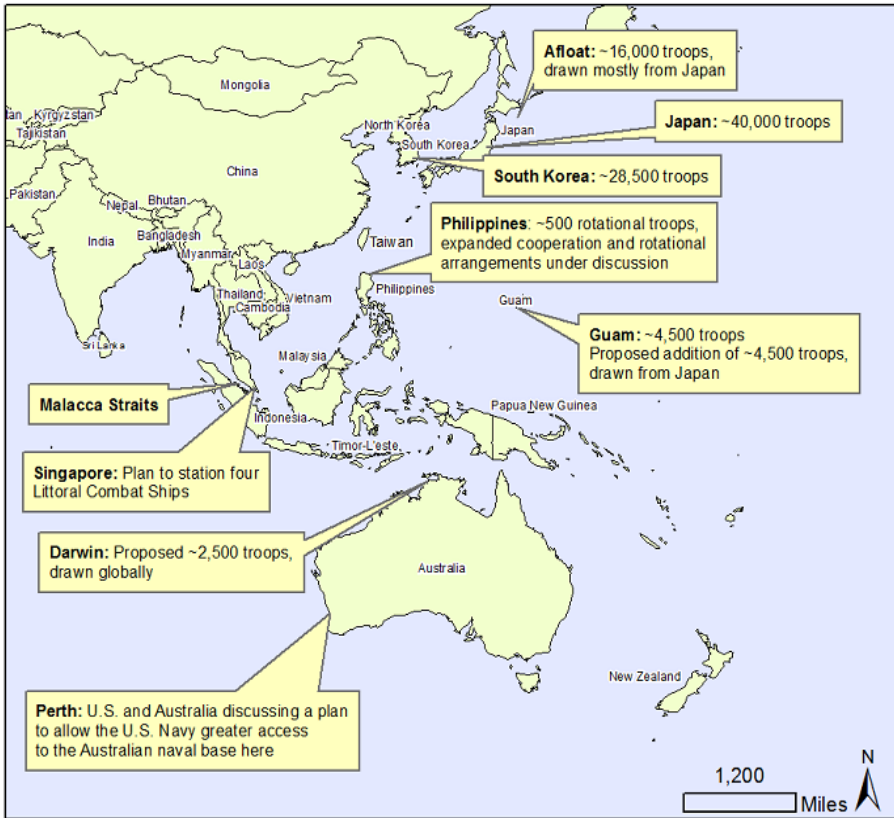 Afloat: ~16,000 troops,
drawn mostly from Japan
Mongolia
tan
Kyrgyzstan
Tajikistan
North Korea
Japan
Japan: ~40,000 troops
South Korea
China
South Korea: ~28,500 troops
Pakistan
Nepal
Bhutan
Philippines: ~500 rotational troops,
expanded cooperation and rotational
arrangements under discussion
India
Bangladesh
Taiwan
Myanmar
Laos
Thailand
Vietnam
Cambodia
Philippines
Guam
Guam: ~4,500 troops
Proposed addition of ~4,500 troops,
drawn from Japan
Sri Lanka
Malaysia
Malacca Straits
Papua New Guinea
Indonesia
Timor-L'este
Singapore: Plan to station four
Littoral Combat Ships
Darwin: Proposed ~2,500 troops,
drawn globally
Australia
New Zealand
Perth: U.S. and Australia discussing a plan
to allow the U.S. Navy greater access
to the Australian naval base here
N
1,200
Miles